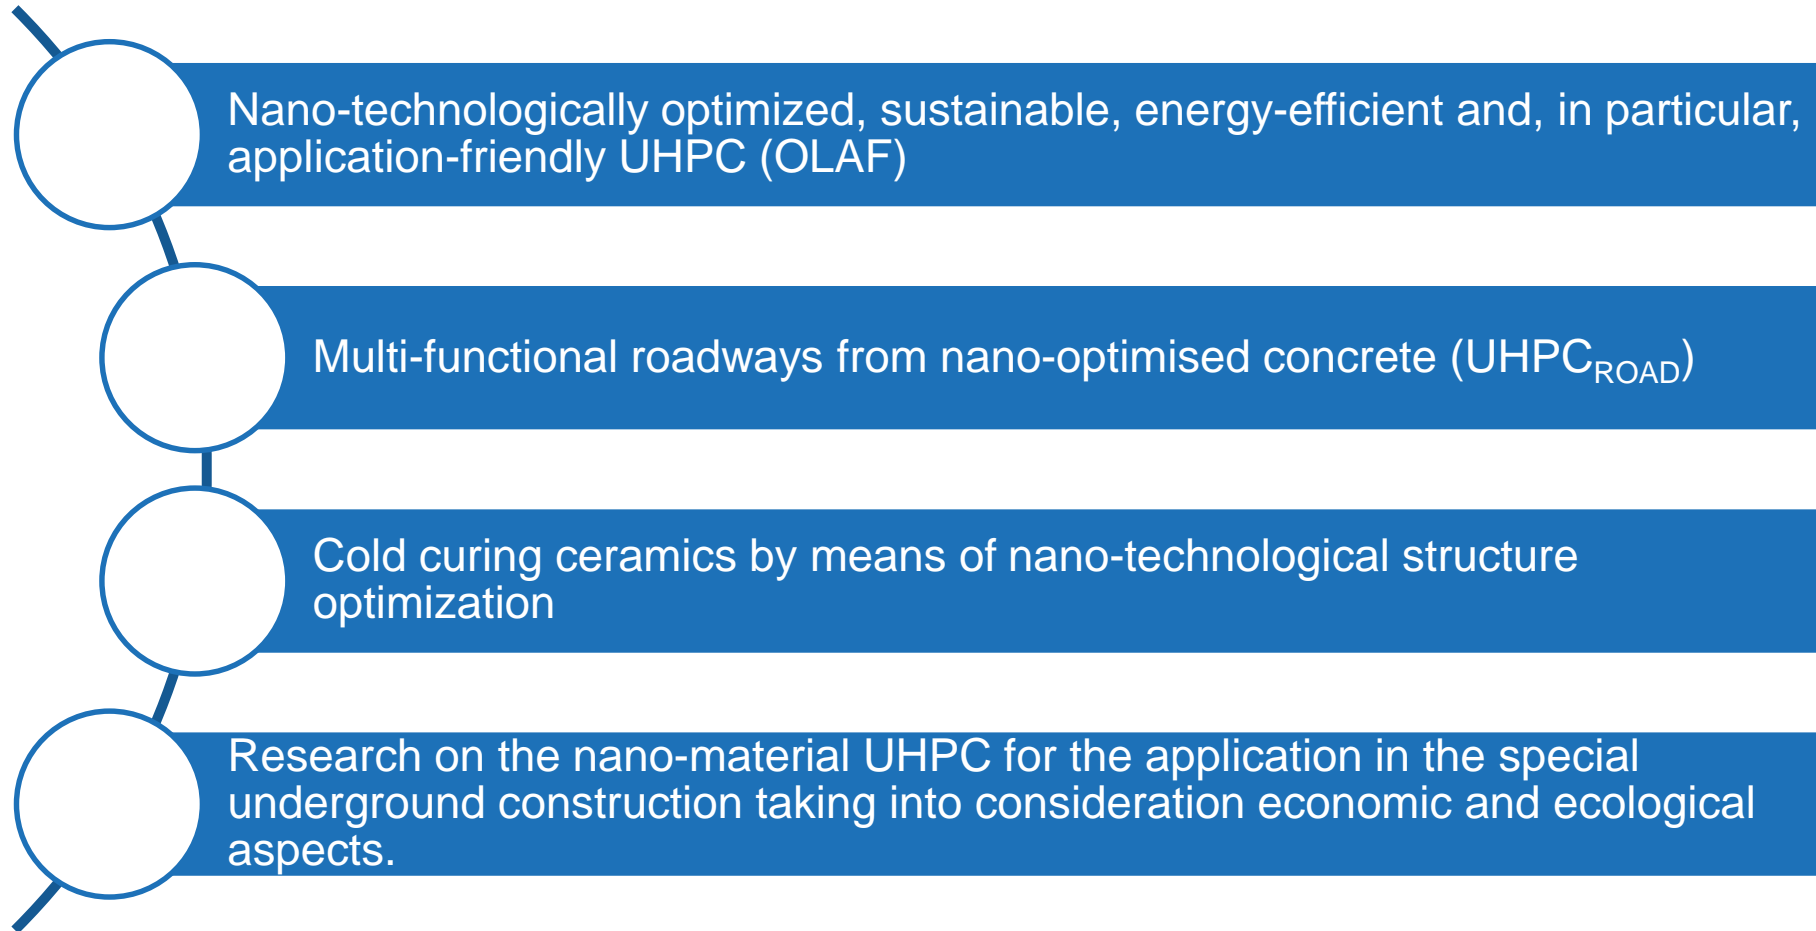 Nano-technologically optimized, sustainable, energy-efficient and, in particular,
application-friendly UHPC (OLAF)
Multi-functional roadways from nano-optimised concrete (UHPCROAD)
Cold curing ceramics by means of nano-technological structure
optimization
Research on the nano-material UHPC for the application in the special
underground construction taking into consideration economic and ecological
aspects.